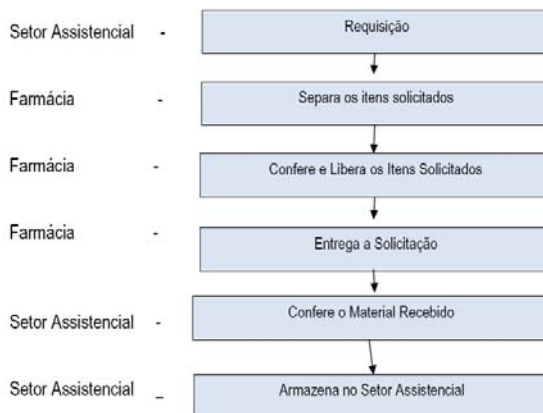 Setor Assistencial - Requisição
Farmácia - Separa os itens solicitados
Farmácia - Confere e Libera os Itens Solicitados
Farmácia - Entrega a Solicitação
Setor Assistencial - Confere o Material Recebido
Setor Assistencial _ Armazena no Setor Assistencial